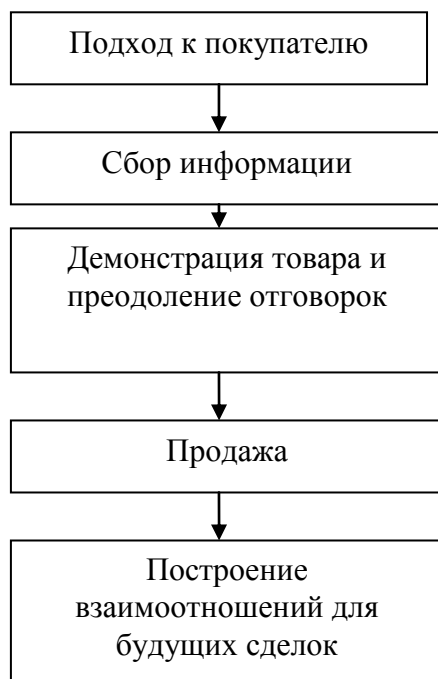 Подход к покупателю
Сбор информации
Демонстрация товара и
преодоление отговорок
Продажа
Построение
взаимоотношений для
будущих сделок